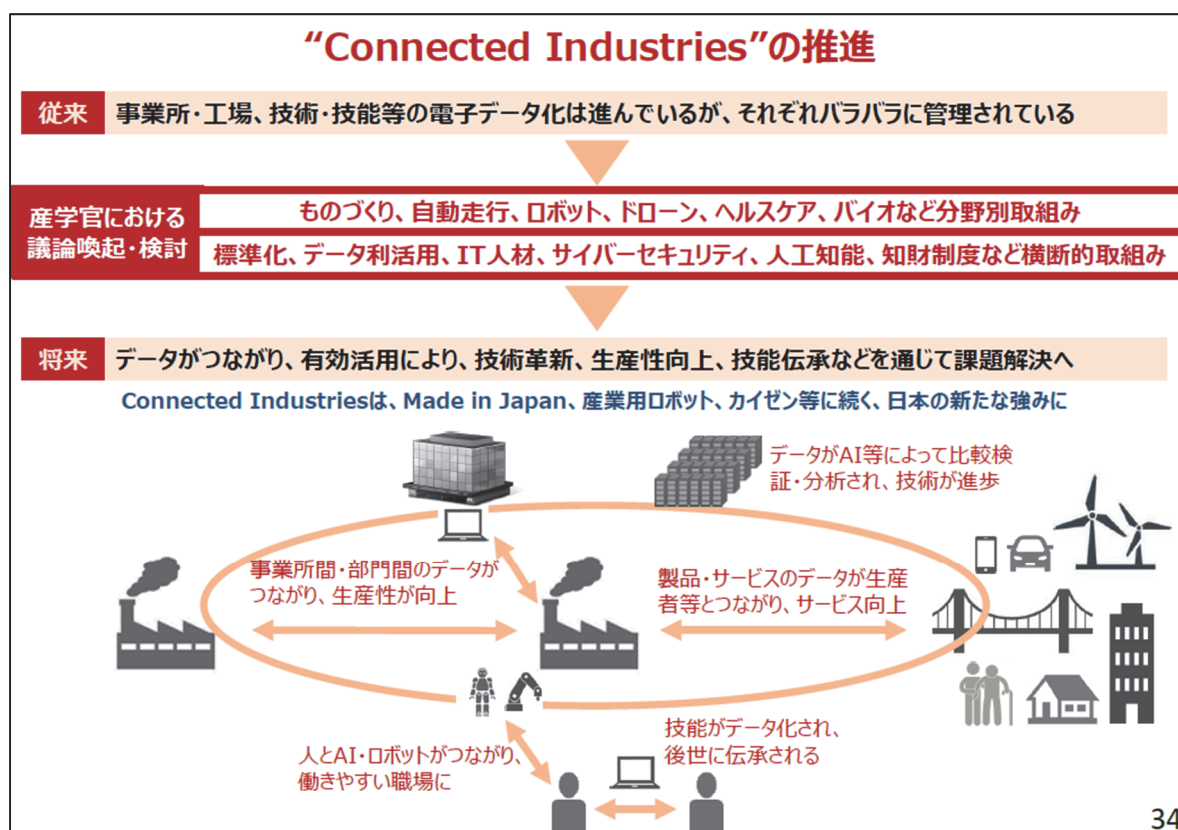 “Connected Industries”の推進
従来
事業所・工場、技術・技能等の電子データ化は進んでいるが、それぞれバラバラに管理されている
産学官における
議論喚起・検討
ものづくり、自動走行、ロボット、ドローン、ヘルスケア、バイオなど分野別取組み
標準化、データ利活用、IT人材、サイバーセキュリティ、人工知能、知財制度など横断的取組み
将来
データがつながり、有効活用により、技術革新、生産性向上、技能伝承などを通じて課題解決へ
Connected Industriesは、Made in Japan、産業用ロボット、カイゼン等に続く、日本の新たな強みに
データがAI等によって比較検
証・分析され、技術が進歩
事業所間・部門間のデータが
つながり、生産性が向上
製品・サービスのデータが生産
者等とつながり、サービス向上
人とAI・ロボットがつながり、
働きやすい職場に
技能がデータ化され、
後世に伝承される
34